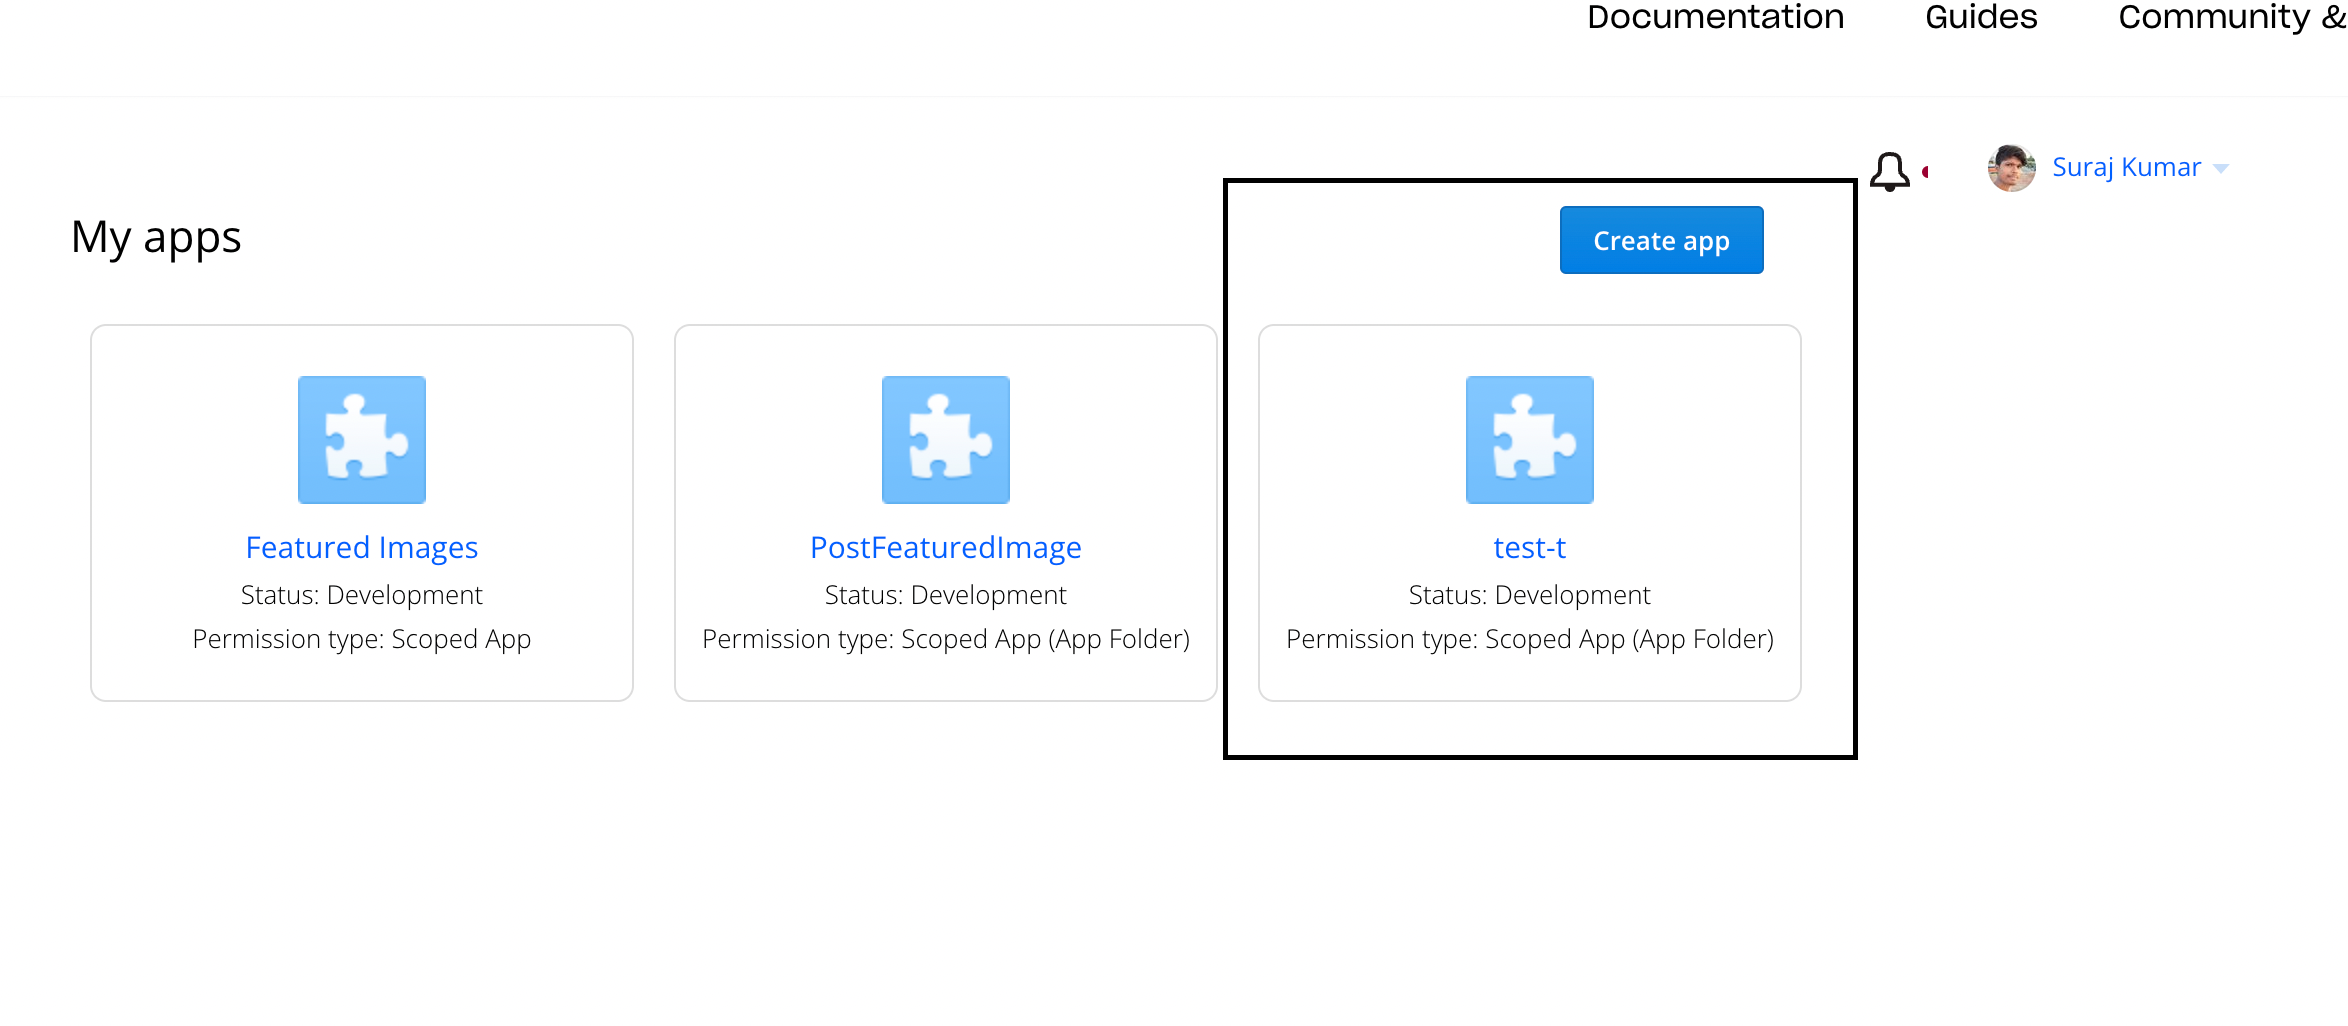 Documentation Guides Community &
Suraj Kumar
My apps
Create app
Featured Images
Status: Development
Permission type: Scoped App
PostFeaturedImage
Status: Development
Permission type: Scoped App (App Folder)
test-t
Status: Development
Permission type: Scoped App (App Folder)